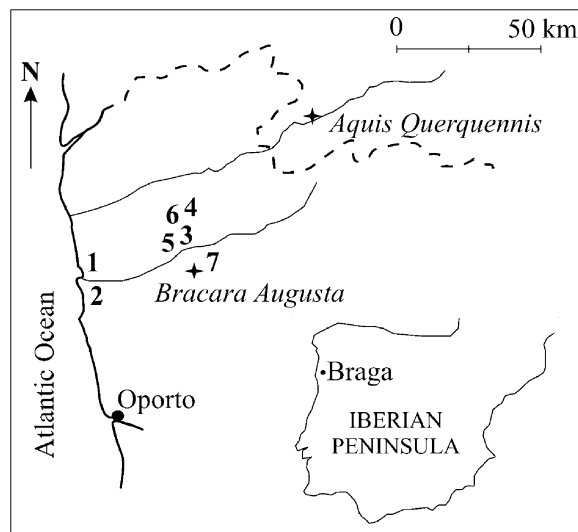 0 50 km
N
Aquis Querquennis
6 4
5 3
1
7
2
Bracara Augusta
Atlantic Ocean
Oporto
Braga
IBERIAN
PENINSULA